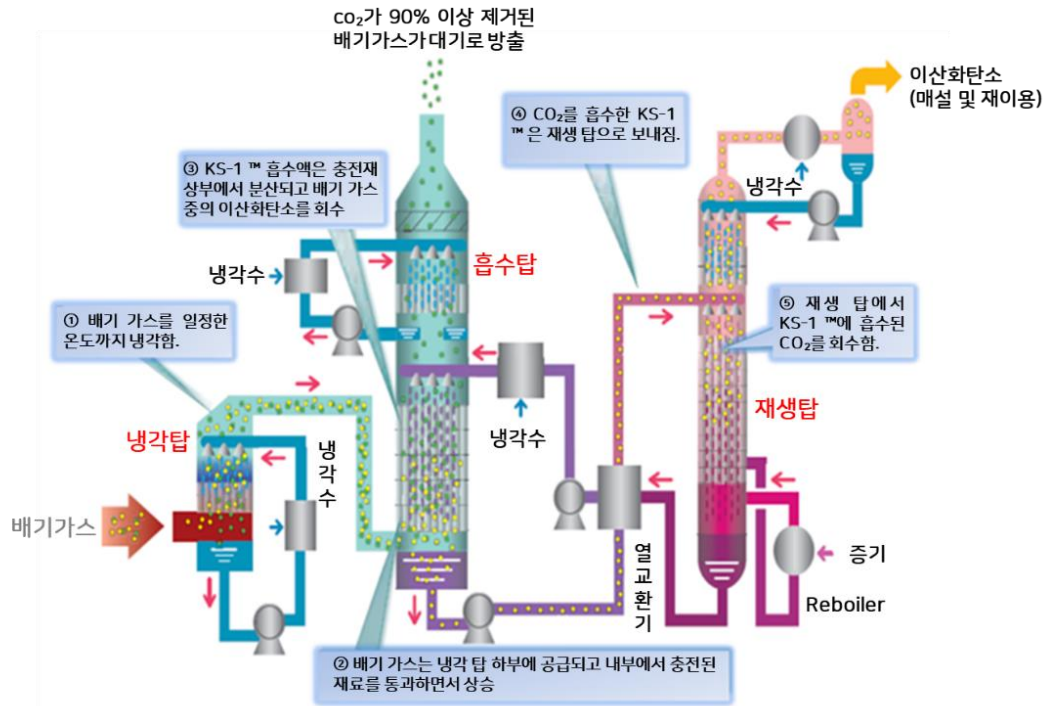 co₂가 90% 이상 제거된
배기가스가 대기로 방출
이산화탄소
(매설 및 재이용)
④ CO₂를 흡수한 KS-1
™ 은 재생 탑으로 보내짐.
③ KS-1 ™ 흡수액은 충전재
상부에서 분산되고 배기 가스
중의 이산화탄소를 회수
냉각수
흡수탑
냉각수
① 배기 가스를 일정한
온도까지 냉각함.
⑤ 재생 탑에서
KS-1 ™에 흡수된
CO₂를 회수함.
냉각탑
냉각수
냉각수
재생탑
배기가스
열교환기
증기
Reboiler
② 배기 가스는 냉각 탑 하부에 공급되고 내부에서 충전된
재료를 통과하면서 상승